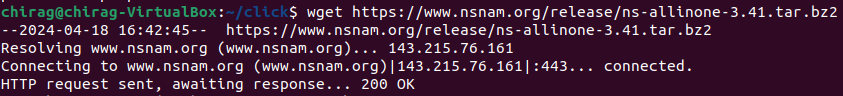 chirag@chirag-VirtualBox:~/click$ wget https://www.nsnam.org/release/ns-allinone-3.41.tar.bz2
--2024-04-18 16:42:45--  https://www.nsnam.org/release/ns-allinone-3.41.tar.bz2
Resolving www.nsnam.org (www.nsnam.org)... 143.215.76.161
Connecting to www.nsnam.org (www.nsnam.org)|143.215.76.161|:443... connected.
HTTP request sent, awaiting response... 200 OK